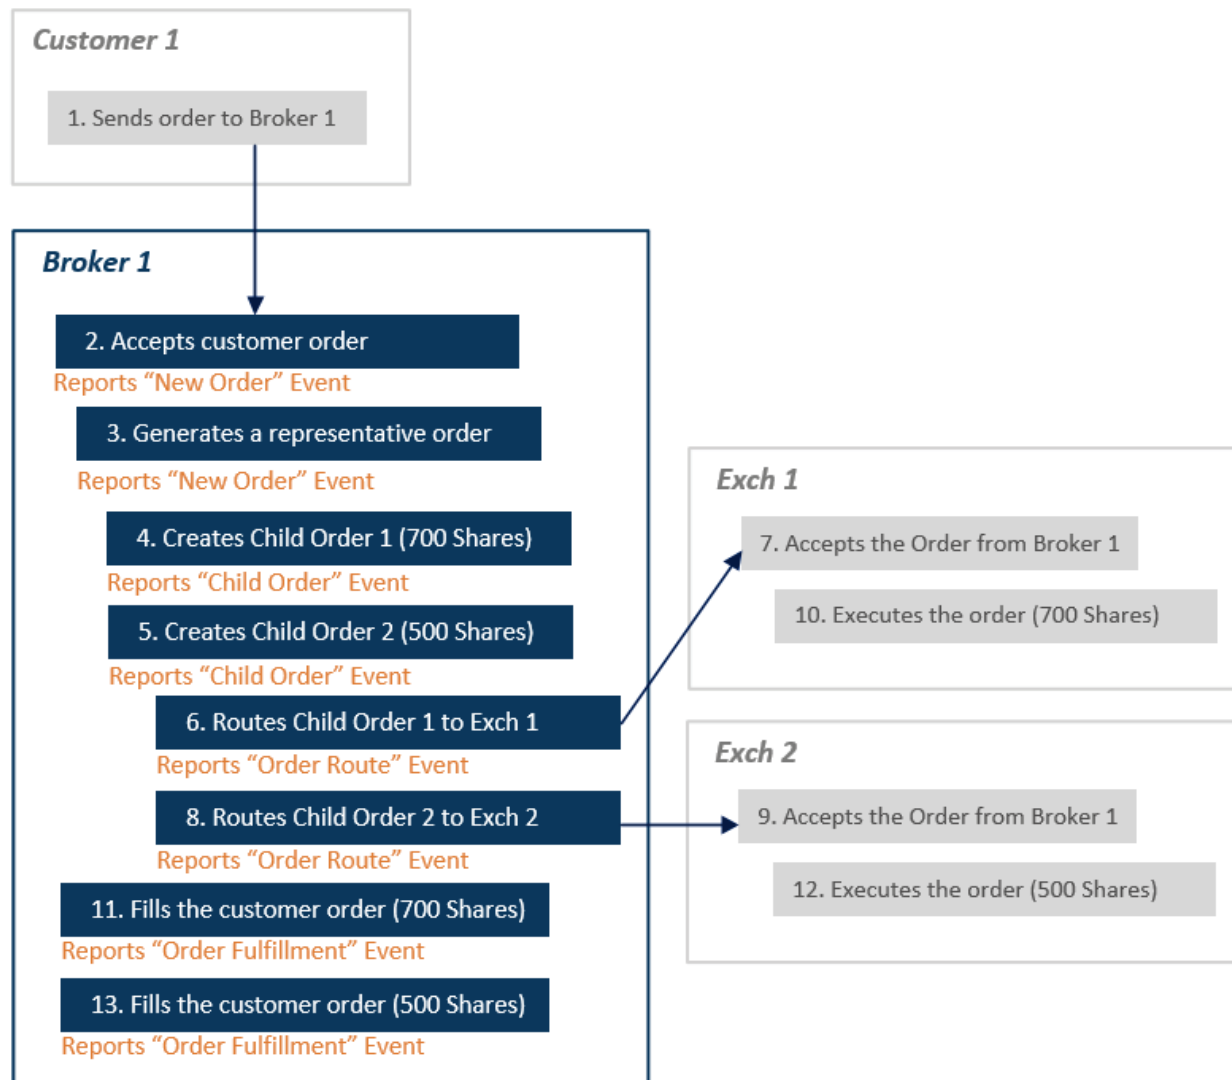 Customer 1
1. Sends order to Broker 1
Broker 1
2. Accepts customer order
Reports “New Order” Event
3. Generates a representative order
Reports “New Order” Event
4. Creates Child Order 1 (700 Shares)
Reports “Child Order” Event
5. Creates Child Order 2 (500 Shares)
Reports “Child Order” Event
6. Routes Child Order 1 to Exch 1
Reports “Order Route” Event
8. Routes Child Order 2 to Exch 2
Reports “Order Route” Event
11. Fills the customer order (700 Shares)
Reports “Order Fulfillment” Event
13. Fills the customer order (500 Shares)
Reports “Order Fulfillment” Event
Exch 1
7. Accepts the Order from Broker 1
10. Executes the order (700 Shares)
Exch 2
9. Accepts the Order from Broker 1
12. Executes the order (500 Shares)